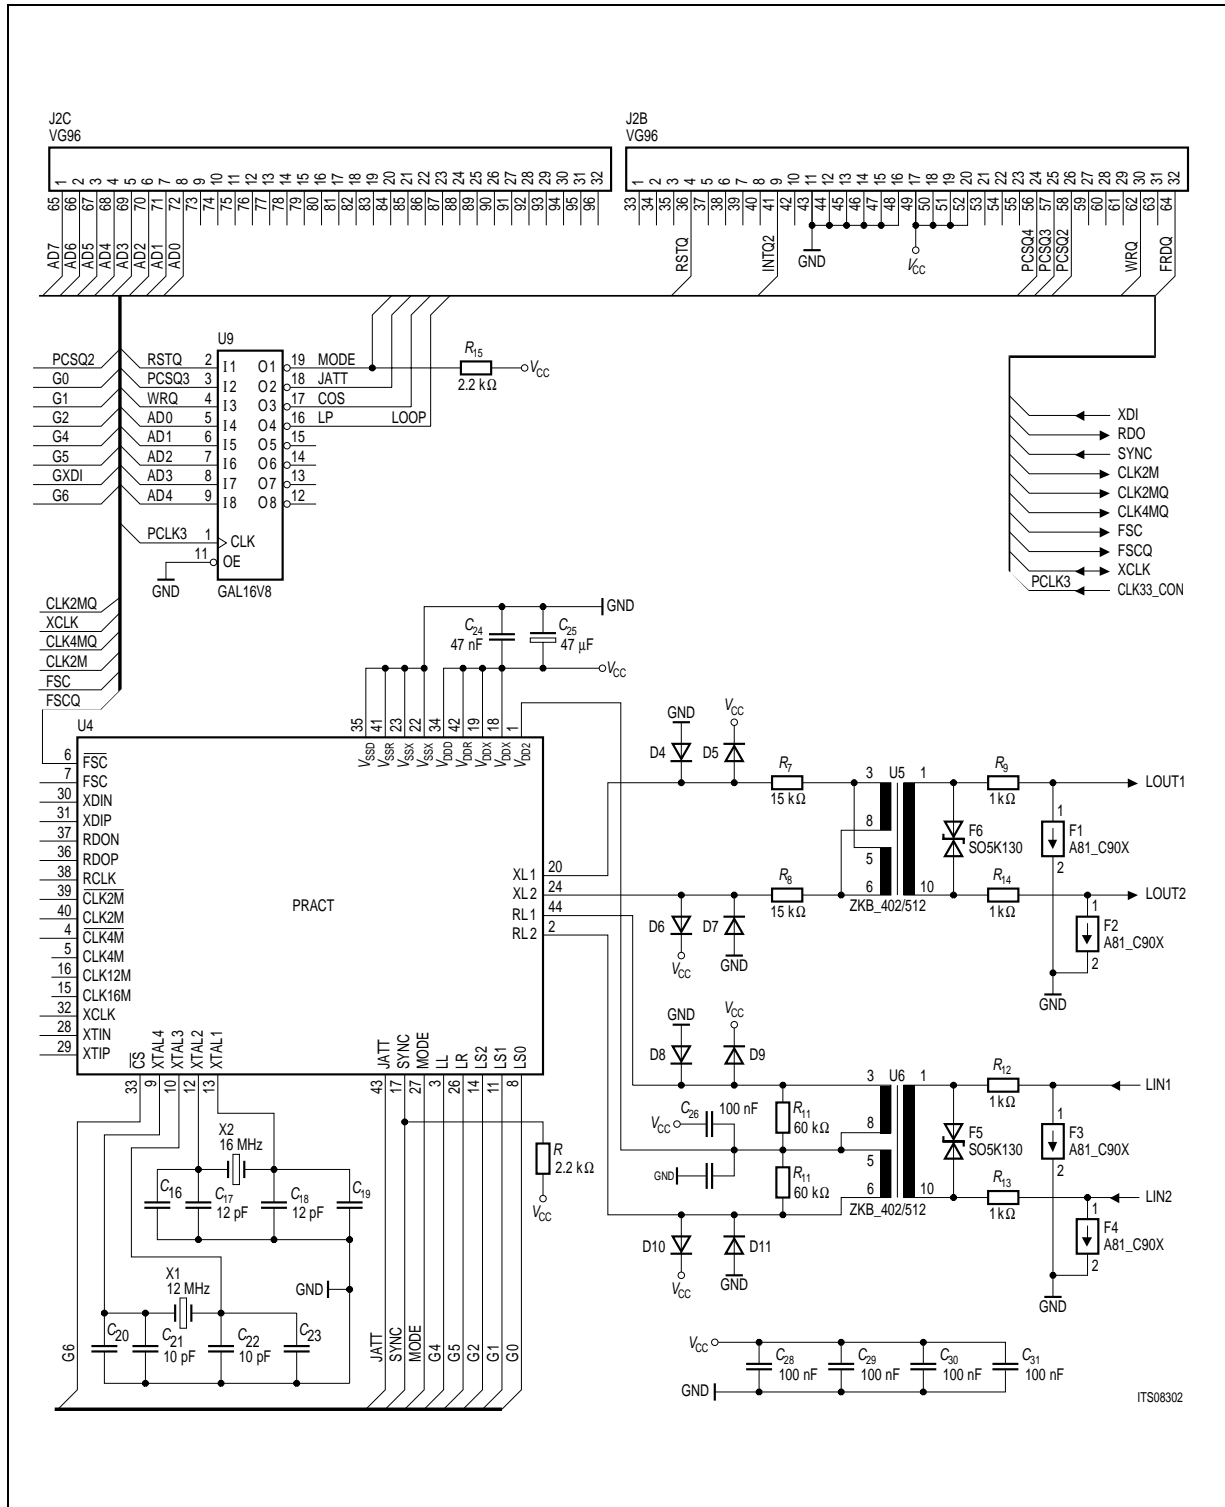 J2C
VG96
1 2 3 4 5 6 7 8 9 10 11 12 13 14 15 16 17 18 19 20 21 22 23 24 25 26 27 28 29 30 31 32
65 66 67 68 69 70 71 72 73 74 75 76 77 78 79 80 81 82 83 84 85 86 87 88 89 90 91 92 93 94 95 96
AD7 AD6 AD5 AD4 AD3 AD2 AD1 AD0
J2B
VG96
1 2 3 4 5 6 7 8 9 10 11 12 13 14 15 16 17 18 19 20 21 22 23 24 25 26 27 28 29 30 31 32
33 34 35 36 37 38 39 40 41 42 43 44 45 46 47 48 49 50 51 52 53 54 55 56 57 58 59 60 61 62 63 64
RSTQ INTQ2 GND VCC PCSQ4 PCSQ3 PCSQ2 WRQ FRDQ
U9
PCSQ2 RSTQ 2 I1 O1 19 MODE
G0 PCSQ3 3 I2 O2 18 JATT
G1 WRQ 4 I3 O3 17 COS
G2 AD0 5 I4 O4 16 LP LOOP
G4 AD1 6 I5 O5 15
G5 AD2 7 I6 O6 14
GXDI AD3 8 I7 O7 13
G6 AD4 9 I8 O8 12
PCLK3 1 CLK
11 OE
GND
GAL16V8
R15
2.2 kΩ
VCC
XDI
RDO
SYNC
CLK2M
CLK2MQ
CLK4MQ
FSC
FSCQ
XCLK
PCLK3 CLK33_CON
CLK2MQ
XCLK
CLK4MQ
CLK2M
FSC
FSCQ
C24
47 nF
C25
47 µF
GND
VCC
U4
35 41 23 22 34 42 19 18 1
VSSD VSSR VSSX VSSX VDDD VDDR VDDX VDDX VDD2
6 FSC
7 FSC
30 XDIN
31 XDIP
37 RDON
36 RDOP
38 RCLK
39 CLK2M
40 CLK2M
4 CLK4M
5 CLK4M
16 CLK12M
15 CLK16M
32 XCLK
28 XTIN
29 XTIP
PRACT
XL1 20
XL2 24
RL1 44
RL2 2
CS XTAL4 XTAL3 XTAL2 XTAL1
33 9 10 12 13
JATT SYNC MODE LL LR LS2 LS1 LS0
43 17 27 3 26 14 11 8
GND
VCC
D4 D5
R7
15 kΩ
3 U5 1
8
5
6 10
ZKB_402/512
R9
1 kΩ
LOUT1
F6
SO5K130
1
F1
A81_C90X
2
R8
15 kΩ
R14
1 kΩ
LOUT2
D6 D7
VCC
GND
1
F2
A81_C90X
2
GND
GND
VCC
D8 D9
C26
100 nF
VCC
GND
R11
60 kΩ
R11
60 kΩ
3 U6 1
8
5
6 10
ZKB_402/512
R12
1 kΩ
LIN1
F5
SO5K130
1
F3
A81_C90X
2
R13
1 kΩ
LIN2
D10 D11
VCC
GND
1
F4
A81_C90X
2
GND
X2
16 MHz
C16
C17
12 pF
C18
12 pF
C19
R
2.2 kΩ
VCC
X1
12 MHz
GND
C20
C21
10 pF
C22
10 pF
C23
G6
JATT SYNC MODE G4 G5 G2 G1 G0
VCC
C28
100 nF
C29
100 nF
C30
100 nF
C31
100 nF
GND
ITS08302